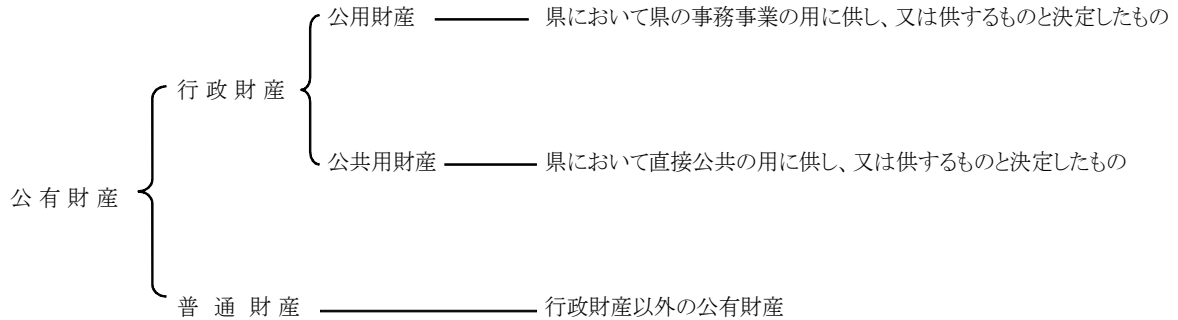 公用財産 県において県の事務事業の用に供し、又は供するものと決定したもの
行政財産
公共用財産 県において直接公共の用に供し、又は供するものと決定したもの
公有財産
普通財産 行政財産以外の公有財産